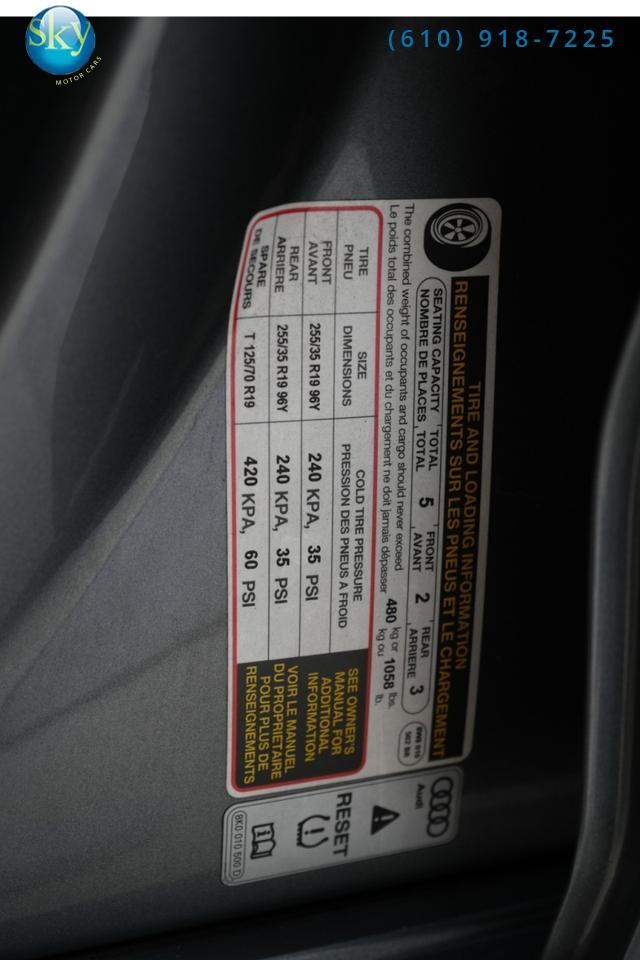 Sky
MOTOR CARS
(610) 918-7225
TIRE AND LOADING INFORMATION
RENSEIGNEMENTS SUR LES PNEUS ET LE CHARGEMENT
SEATING CAPACITY TOTAL 5 FRONT 2 REAR 3
NOMBRE DE PLACES TOTAL AVANT ARRIERE
The combined weight of occupants and cargo should never exceed 480 kg or 1058 lbs.
Le poids total des occupants et du chargement ne doit jamais dépasser kg ou lb.
TIRE SIZE COLD TIRE PRESSURE
PNEU DIMENSIONS PRESSION DES PNEUS A FROID
FRONT 255/35 R19 96Y 240 KPA, 35 PSI
AVANT
REAR 255/35 R19 96Y 240 KPA, 35 PSI
ARRIERE
SPARE T 125/70 R19 420 KPA, 60 PSI
DE SECOURS
SEE OWNER'S
MANUAL FOR
ADDITIONAL
INFORMATION
VOIR LE MANUEL
DU PROPRIETAIRE
POUR PLUS DE
RENSEIGNEMENTS
Audi
RESET
8K0 010 500 D